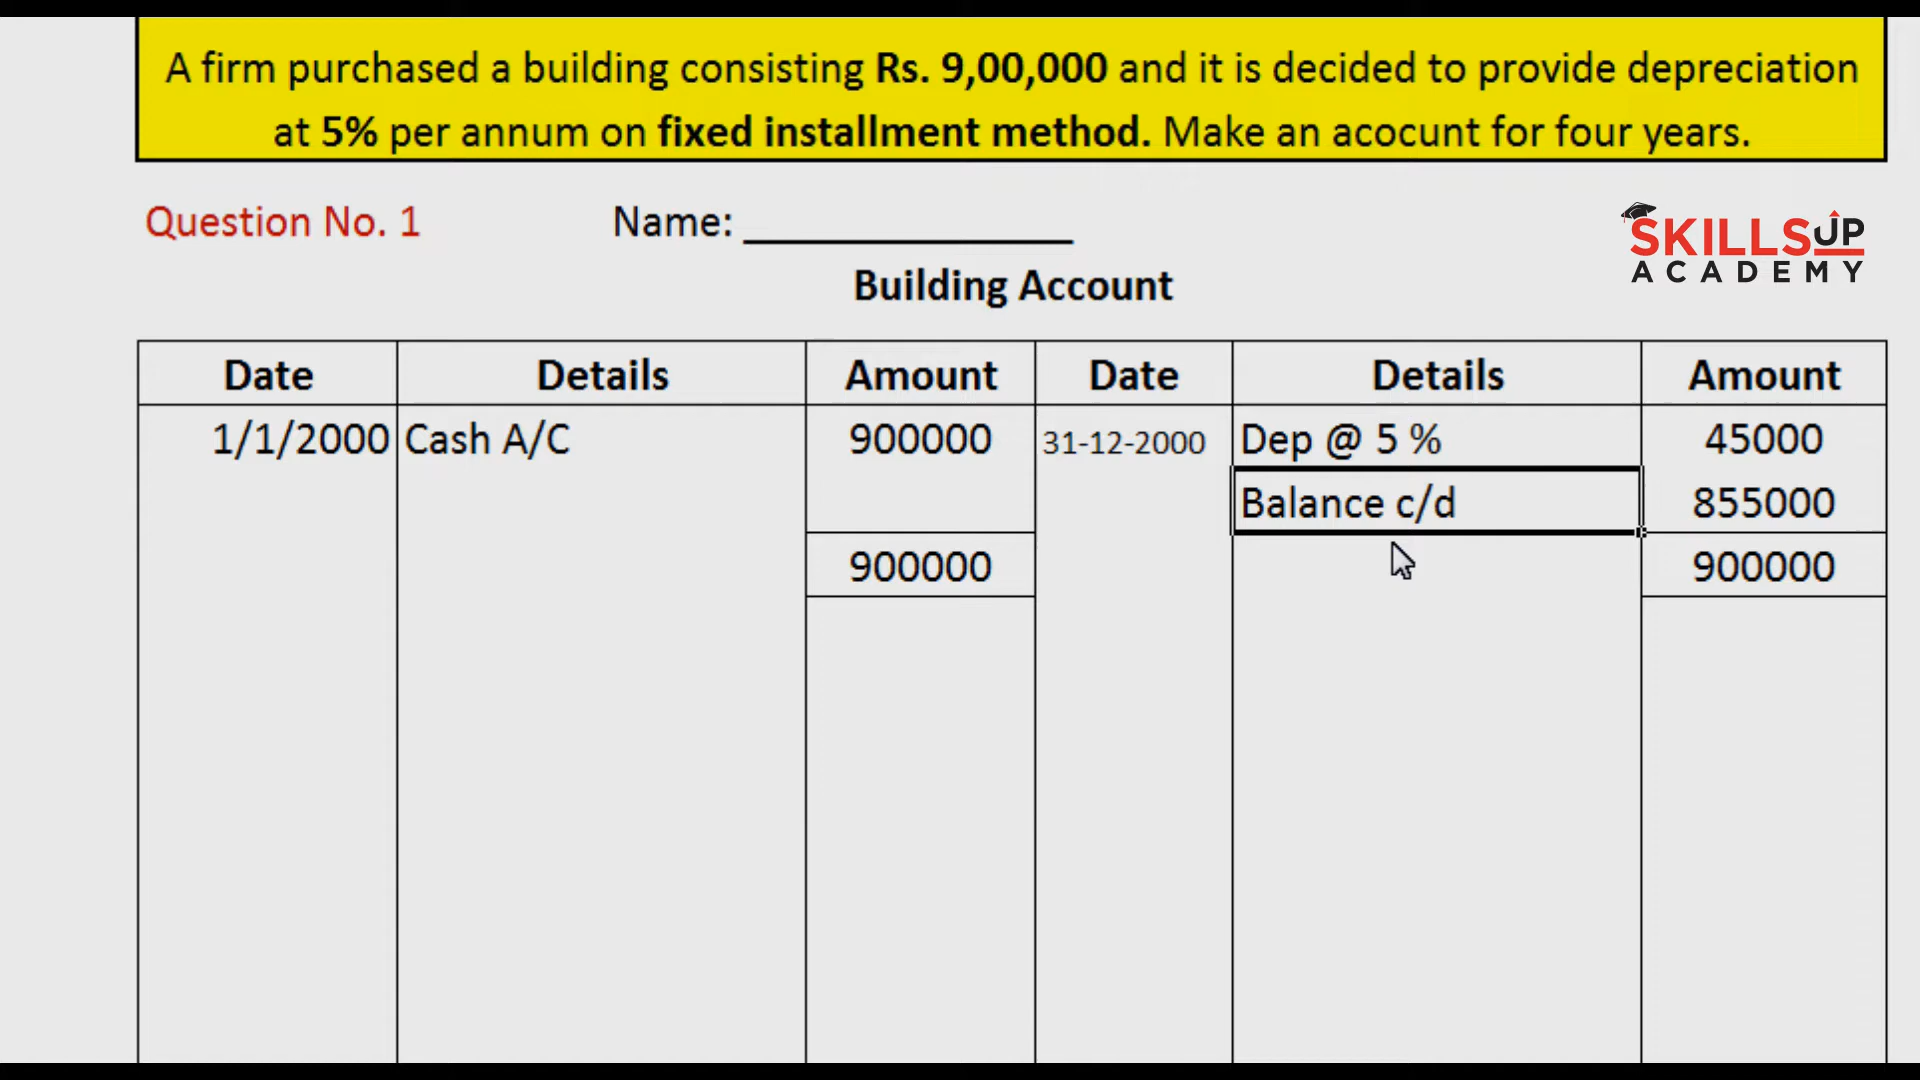 A firm purchased a building consisting Rs. 9,00,000 and it is decided to provide depreciation
at 5% per annum on fixed installment method. Make an acocunt for four years.
Question No. 1 Name: ______________
SKILLSUP
ACADEMY
Building Account
Date Details Amount Date Details Amount
1/1/2000 Cash A/C 900000 31-12-2000 Dep @ 5 % 45000
Balance c/d 855000
900000 900000